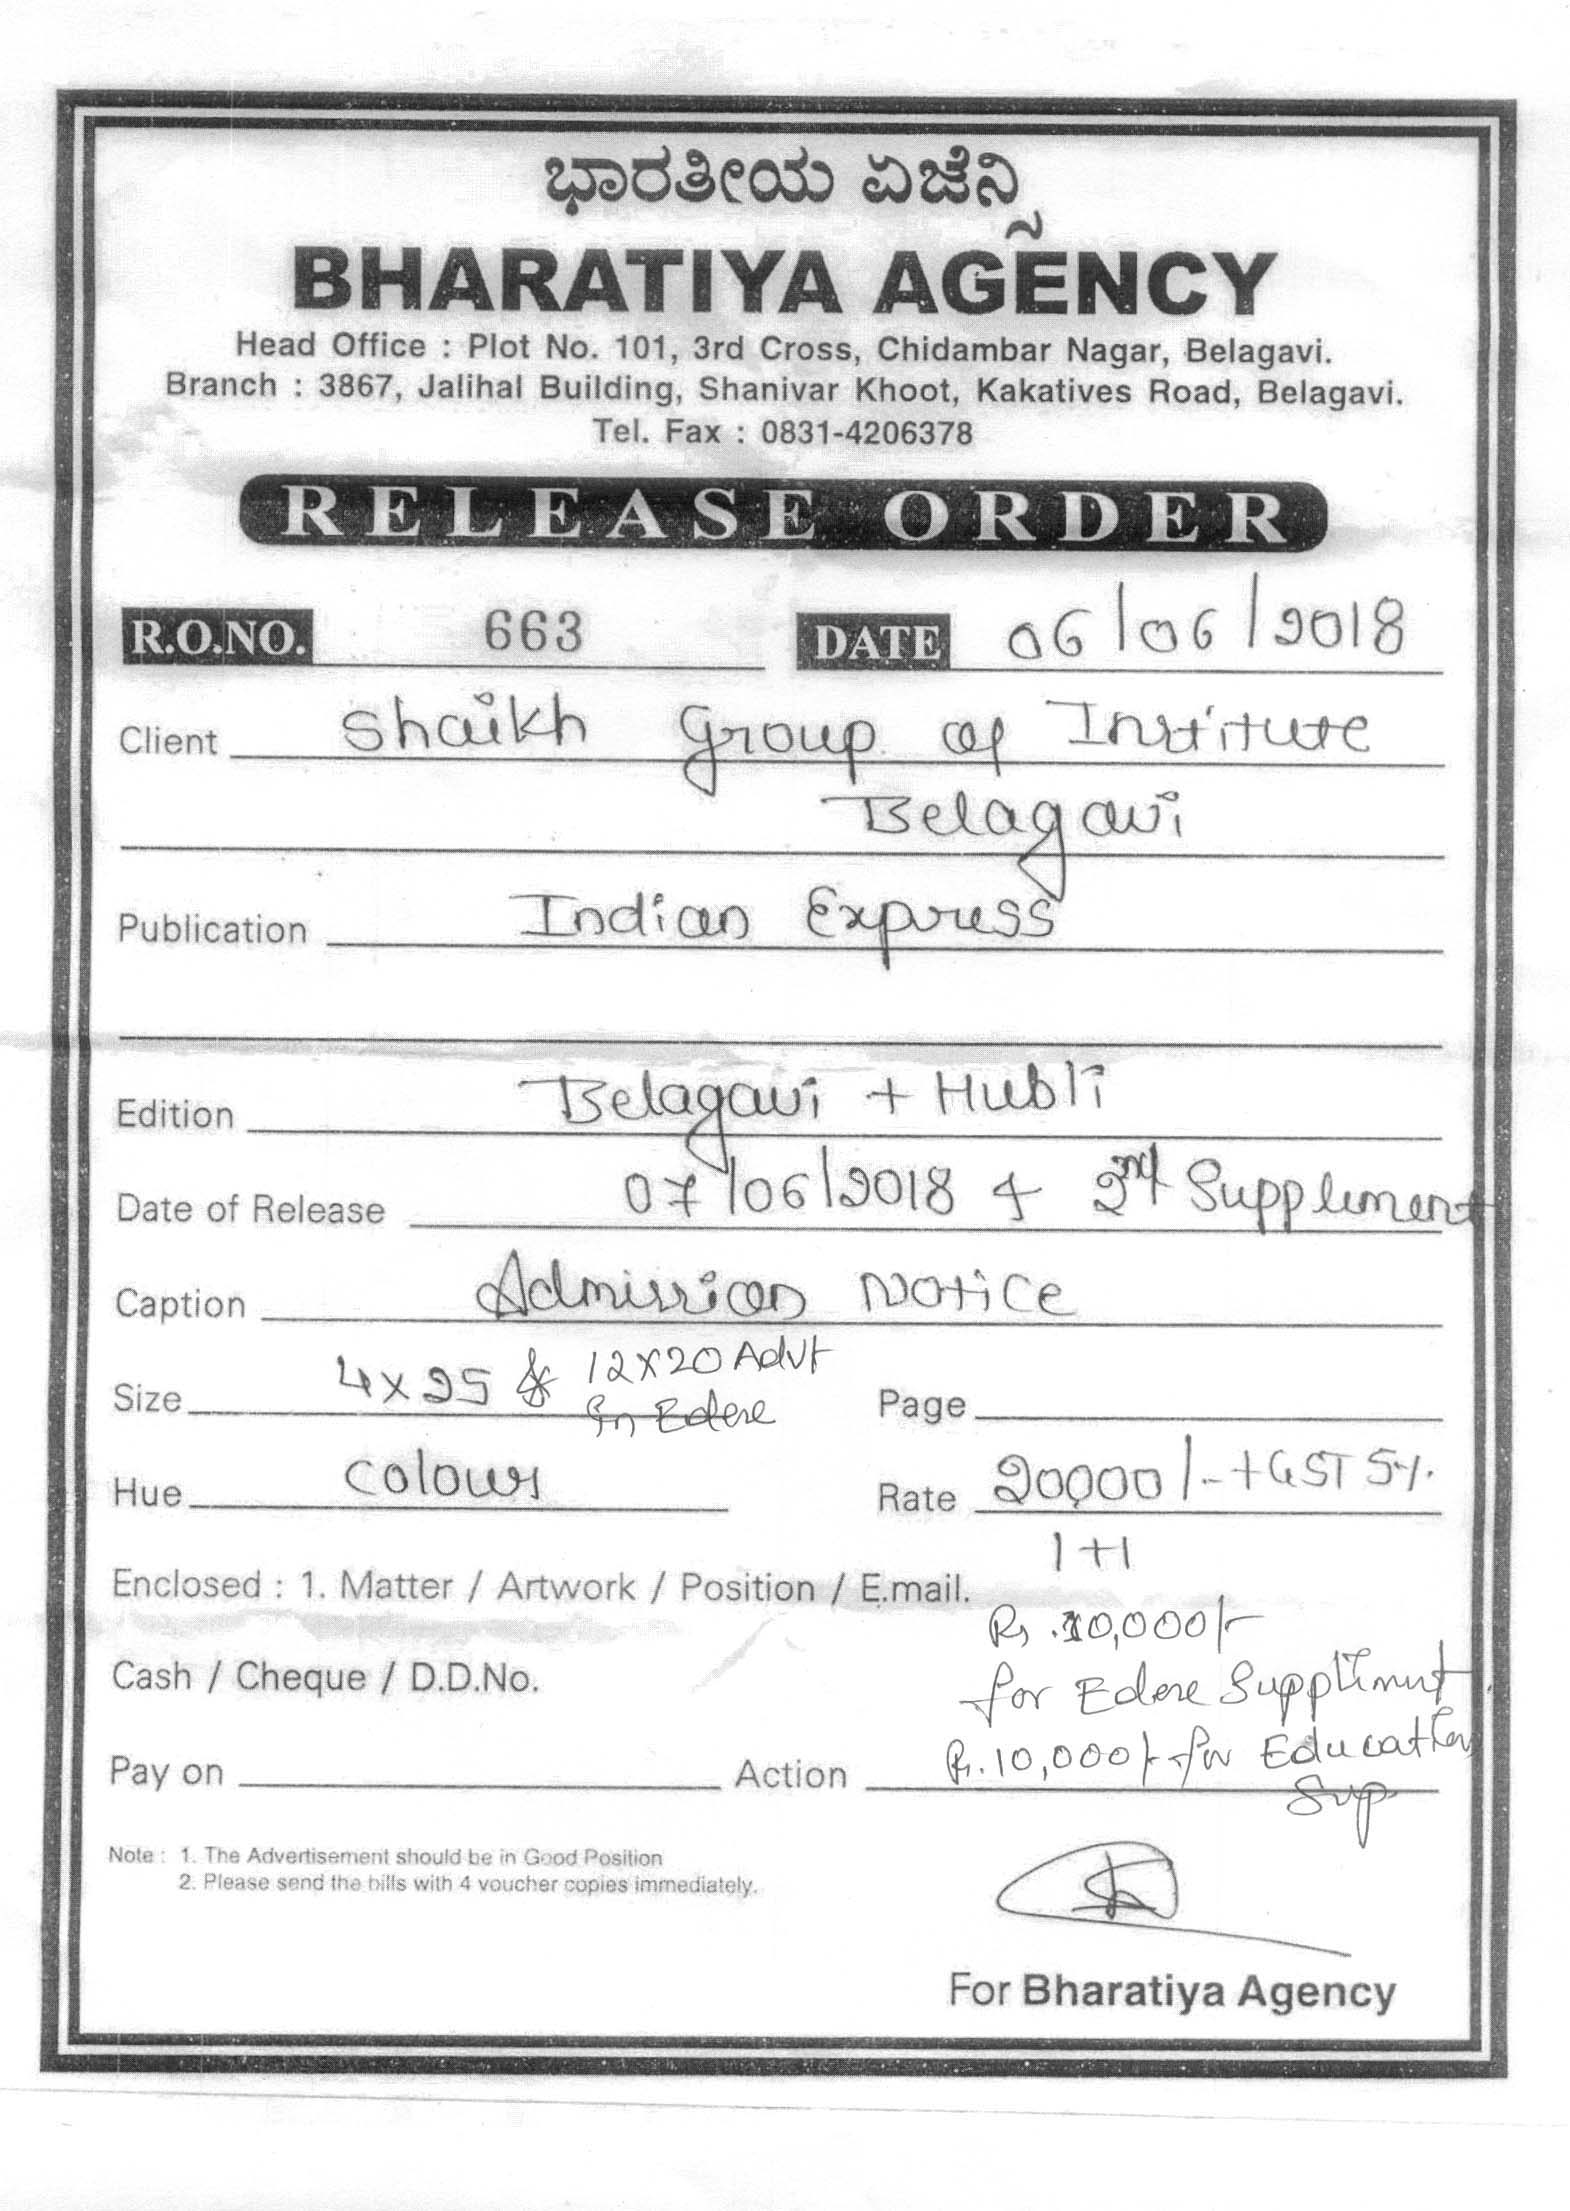 ಭಾರತೀಯ ಏಜೆನ್ಸಿ
BHARATIYA AGENCY
Head Office : Plot No. 101, 3rd Cross, Chidambar Nagar, Belagavi.
Branch : 3867, Jalihal Building, Shanivar Khoot, Kakatives Road, Belagavi.
Tel. Fax : 0831-4206378
RELEASE ORDER
R.O.NO. 663 DATE 06/06/2018
Client Shaikh Group of Institute
Belagavi
Publication Indian Express
Edition Belagavi + Hubli
Date of Release 07/06/2018 & 2nd Suppliment
Caption Admission Notice
Size 4x25 & 12x20 Advt
in Edexe Page
Hue Colour Rate 20000/- + GST 5%
1+1
Enclosed : 1. Matter / Artwork / Position / E.mail.
Rs. 10,000/-
Cash / Cheque / D.D.No. for Edexe Suppliment
Pay on Action Rs. 10,000/- for Education
Sup.
Note : 1. The Advertisement should be in Good Position
2. Please send the bills with 4 voucher copies immediately.
For Bharatiya Agency